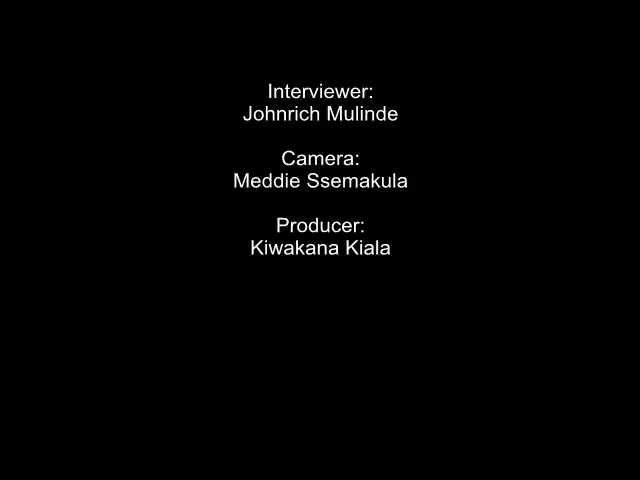 Interviewer:
Johnrich Mulinde
Camera:
Meddie Ssemakula
Producer:
Kiwakana Kiala